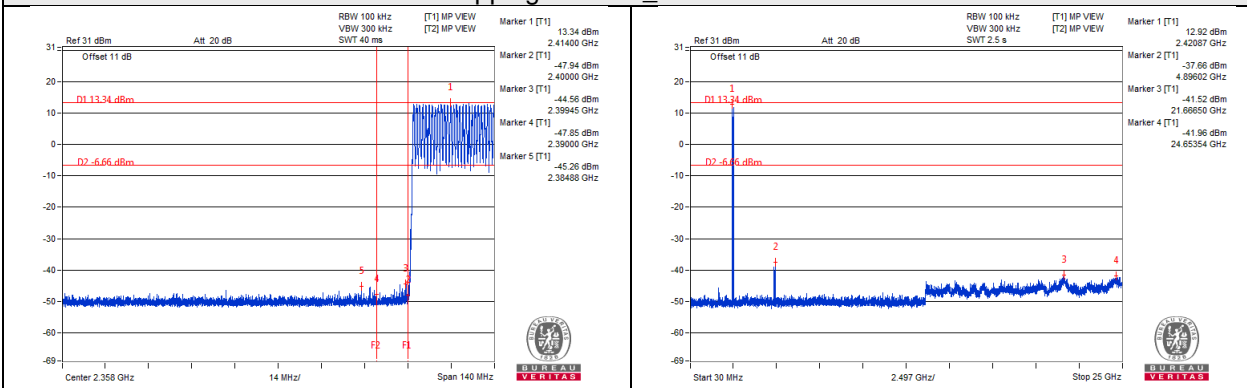 RBW 100 kHz [T1] MP VIEW
VBW 300 kHz [T2] MP VIEW
Ref 31 dBm Att 20 dB SWT 40 ms
Offset 11 dB
31
20
10
0
-10
-20
-30
-40
-50
-60
-69
D1 13.34 dBm
D2 -6.66 dBm
1
5
4
3
F2 F1
Center 2.358 GHz 14 MHz/ Span 140 MHz
Marker 1 [T1]
13.34 dBm
2.41400 GHz
Marker 2 [T1]
-47.94 dBm
2.40000 GHz
Marker 3 [T1]
-44.56 dBm
2.39945 GHz
Marker 4 [T1]
-47.85 dBm
2.39000 GHz
Marker 5 [T1]
-45.26 dBm
2.38488 GHz
BUREAU VERITAS
1828
BUREAU
VERITAS
RBW 100 kHz [T1] MP VIEW
VBW 300 kHz [T2] MP VIEW
Ref 31 dBm Att 20 dB SWT 2.5 s
Offset 11 dB
31
20
10
0
-10
-20
-30
-40
-50
-60
-69
D1 13.34 dBm
D2 -6.66 dBm
1
2
3
4
Start 30 MHz 2.497 GHz/ Stop 25 GHz
Marker 1 [T1]
12.92 dBm
2.42087 GHz
Marker 2 [T1]
-37.66 dBm
4.89602 GHz
Marker 3 [T1]
-41.52 dBm
21.66650 GHz
Marker 4 [T1]
-41.96 dBm
24.65354 GHz
BUREAU VERITAS
1828
BUREAU
VERITAS